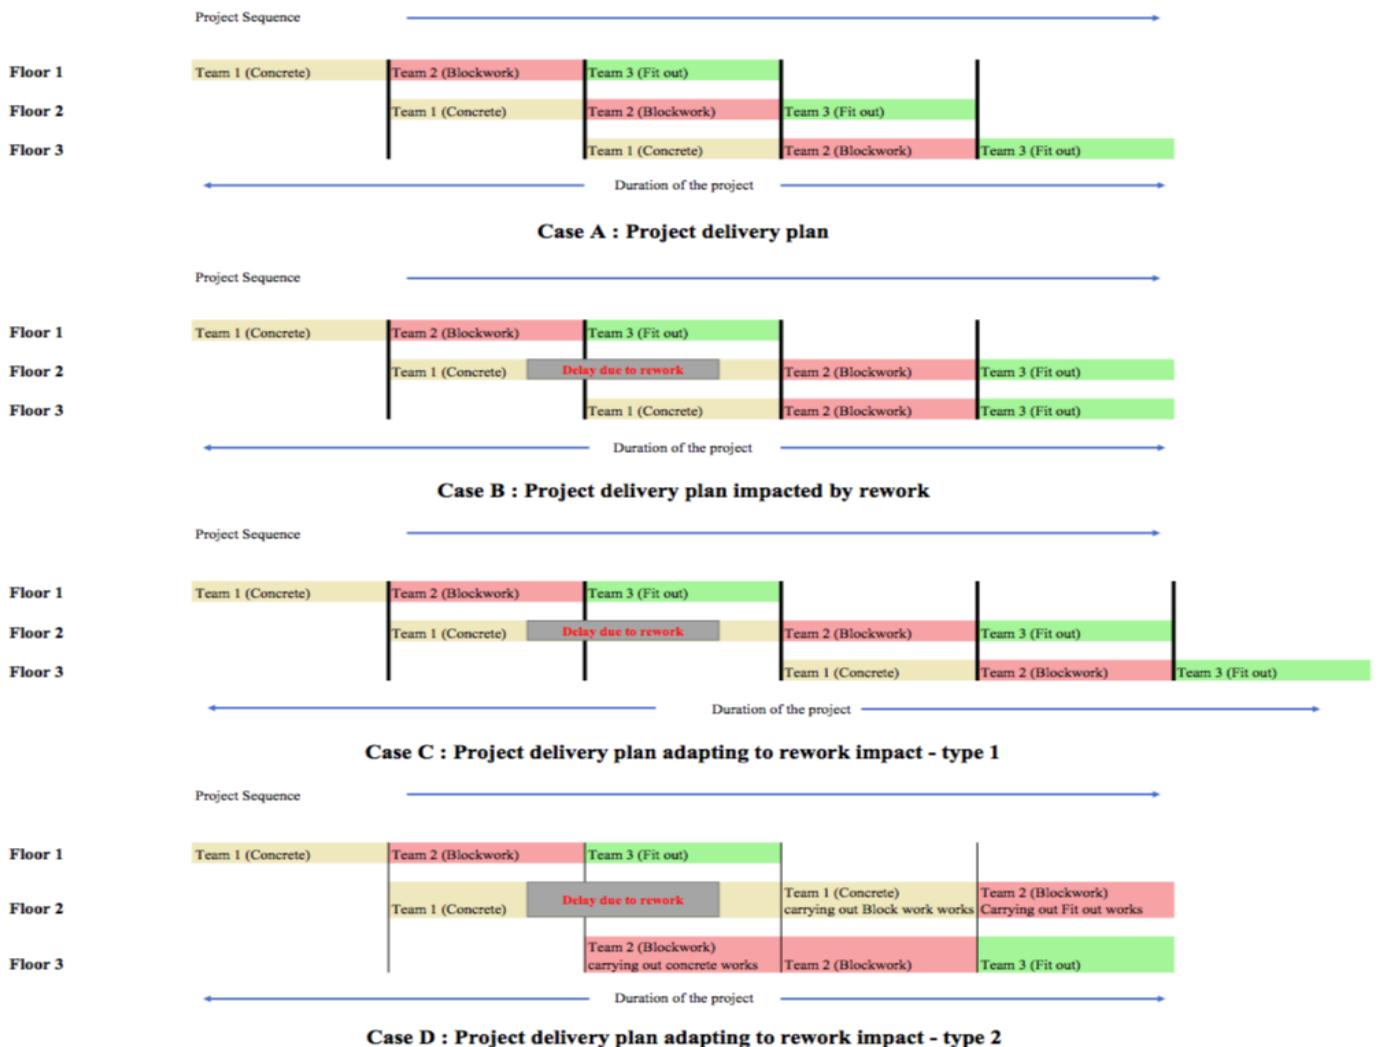 Project Sequence
Floor 1 Team 1 (Concrete) Team 2 (Blockwork) Team 3 (Fit out)
Floor 2 Team 1 (Concrete) Team 2 (Blockwork) Team 3 (Fit out)
Floor 3 Team 1 (Concrete) Team 2 (Blockwork) Team 3 (Fit out)
Duration of the project
Case A : Project delivery plan
Project Sequence
Floor 1 Team 1 (Concrete) Team 2 (Blockwork) Team 3 (Fit out)
Floor 2 Team 1 (Concrete) Delay due to rework Team 2 (Blockwork) Team 3 (Fit out)
Floor 3 Team 1 (Concrete) Team 2 (Blockwork) Team 3 (Fit out)
Duration of the project
Case B : Project delivery plan impacted by rework
Project Sequence
Floor 1 Team 1 (Concrete) Team 2 (Blockwork) Team 3 (Fit out)
Floor 2 Team 1 (Concrete) Delay due to rework Team 2 (Blockwork) Team 3 (Fit out)
Floor 3 Team 1 (Concrete) Team 2 (Blockwork) Team 3 (Fit out)
Duration of the project
Case C : Project delivery plan adapting to rework impact - type 1
Project Sequence
Floor 1 Team 1 (Concrete) Team 2 (Blockwork) Team 3 (Fit out)
Team 1 (Concrete) Team 2 (Blockwork)
Floor 2 Team 1 (Concrete) Delay due to rework carrying out Block work works Carrying out Fit out works
Team 2 (Blockwork)
Floor 3 carrying out concrete works Team 2 (Blockwork) Team 3 (Fit out)
Duration of the project
Case D : Project delivery plan adapting to rework impact - type 2